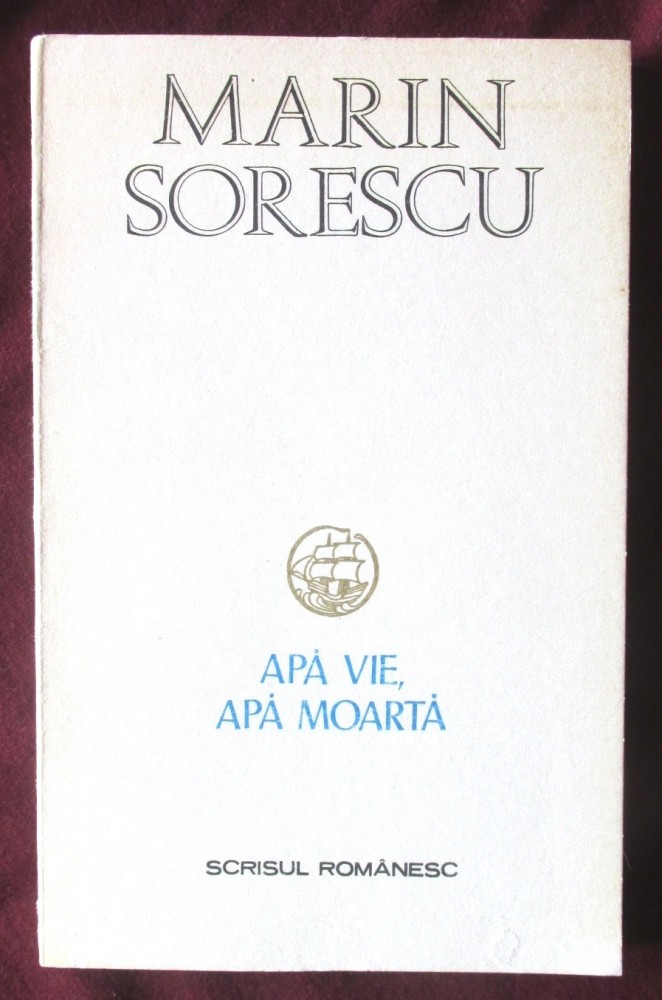 MARIN
SORESCU
APĂ VIE,
APĂ MOARTĂ
SCRISUL ROMÂNESC